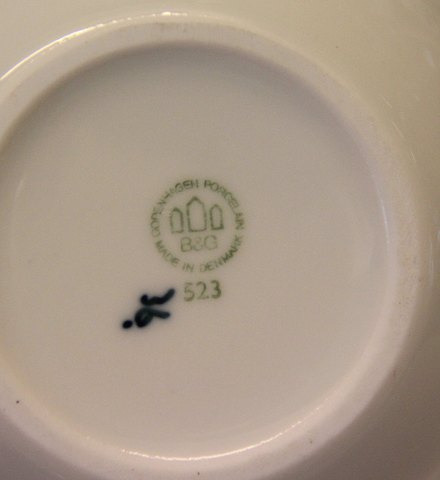 COPENHAGEN PORCELAIN
B&G
MADE IN DENMARK
523